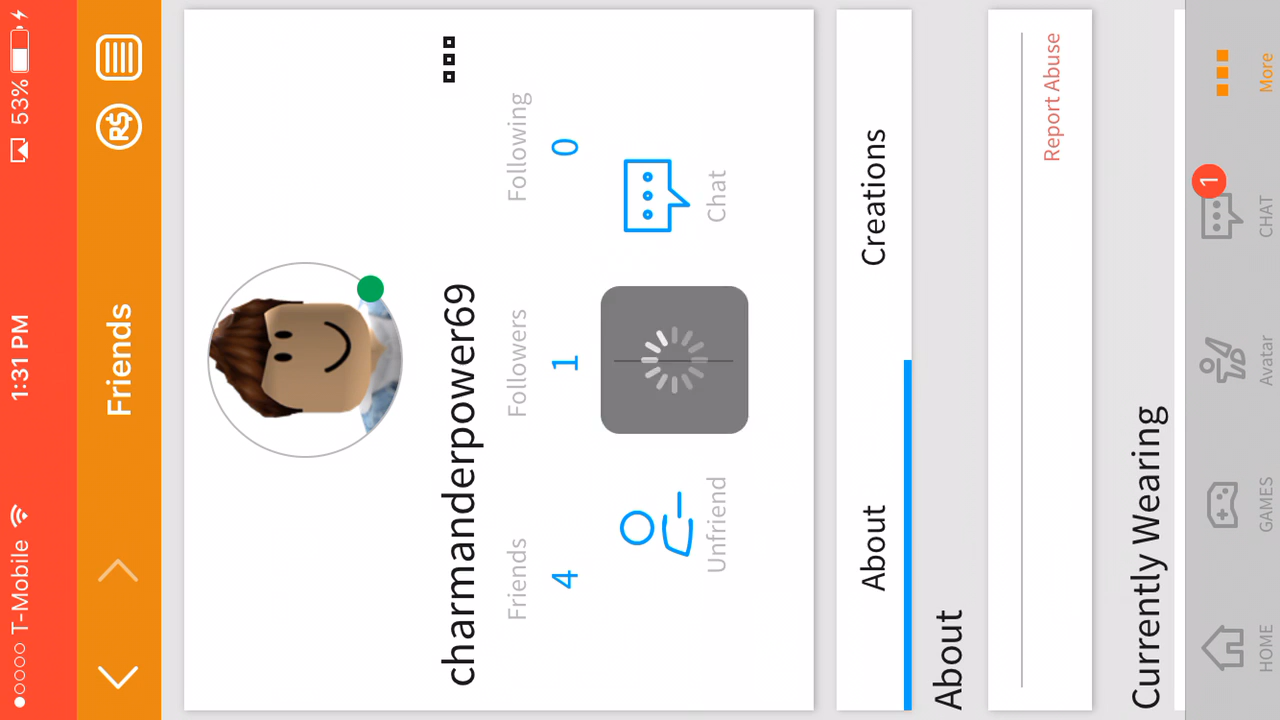 ●○○○○ T-Mobile 1:31 PM 53%
Friends R$
charmanderpower69
Friends Followers Following
4 1 0
Unfriend Chat
About Creations
About
Report Abuse
Currently Wearing
1
HOME GAMES Avatar CHAT More